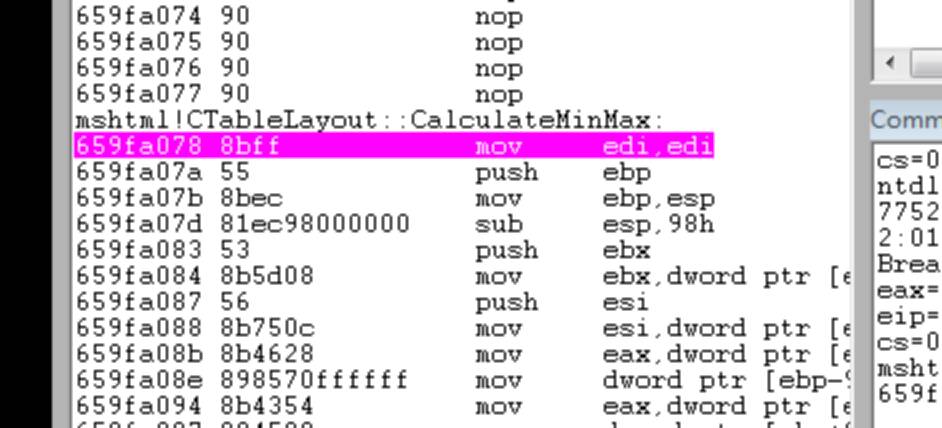 659fa074 90 nop
659fa075 90 nop
659fa076 90 nop
659fa077 90 nop
mshtml!CTableLayout::CalculateMinMax:
659fa078 8bff mov edi,edi
659fa07a 55 push ebp
659fa07b 8bec mov ebp,esp
659fa07d 81ec98000000 sub esp,98h
659fa083 53 push ebx
659fa084 8b5d08 mov ebx,dword ptr [e
659fa087 56 push esi
659fa088 8b750c mov esi,dword ptr [e
659fa08b 8b4628 mov eax,dword ptr [e
659fa08e 898570ffffff mov dword ptr [ebp-9
659fa094 8b4354 mov eax,dword ptr [e
Comm
cs=0
ntdl
7752
2:01
Brea
eax=
eip=
cs=0
msht
659f